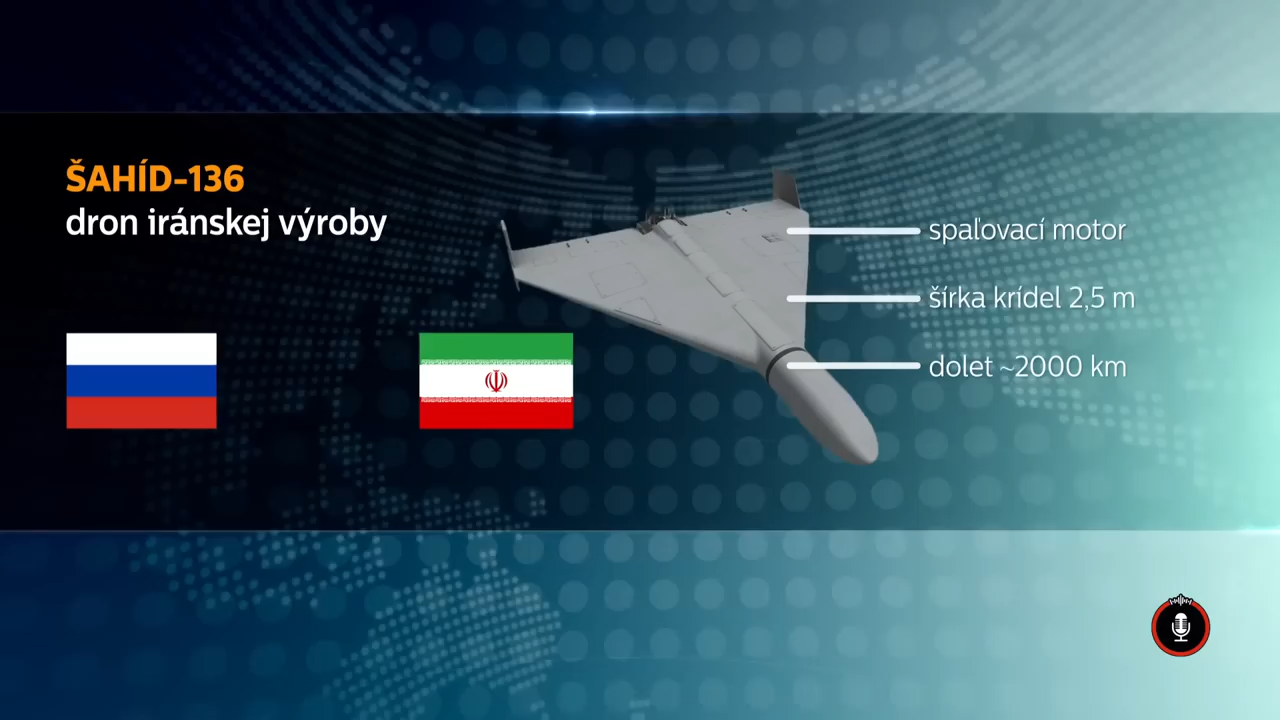 ŠAHÍD-136
dron iránskej výroby
spaľovací motor
šírka krídel 2,5 m
dolet ~2000 km